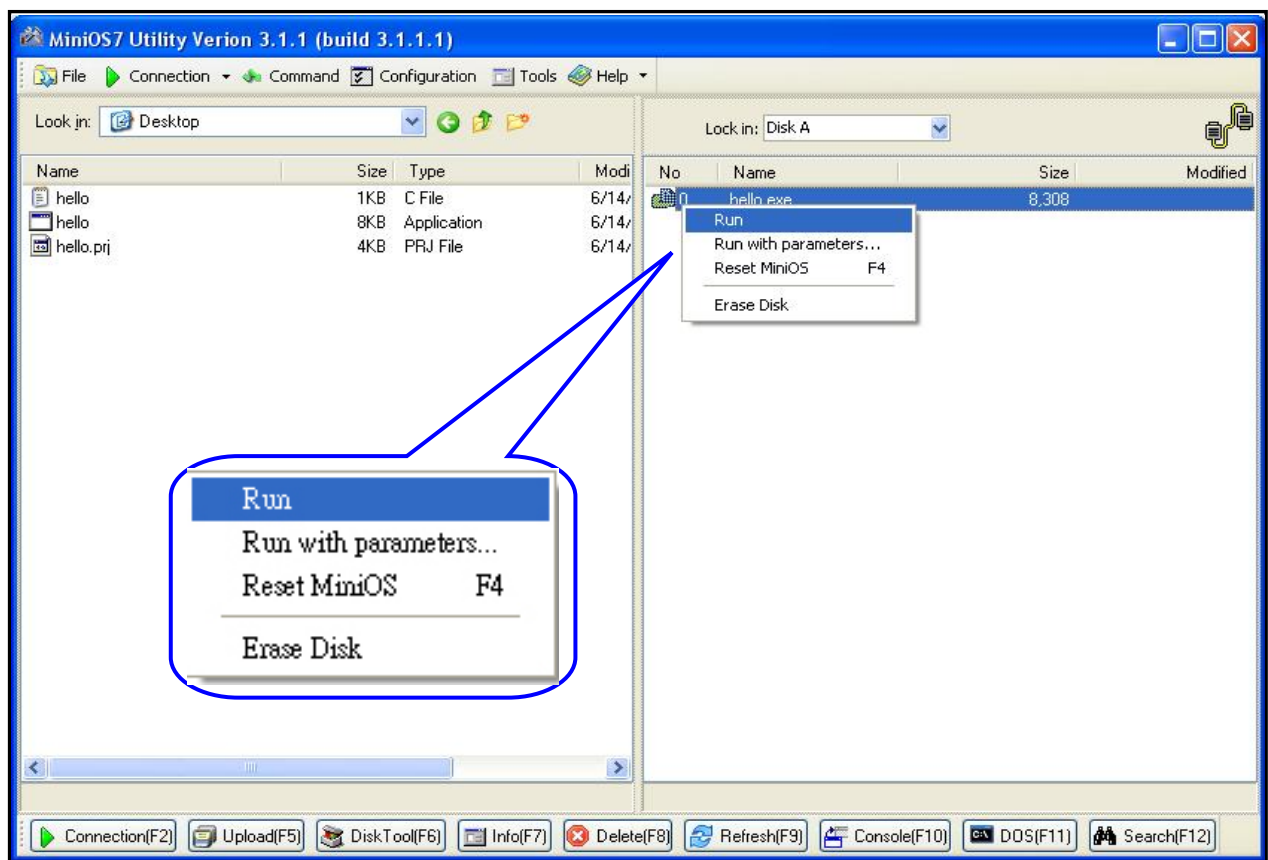 MiniOS7 Utility Verion 3.1.1 (build 3.1.1.1)
File Connection Command Configuration Tools Help
Look in: Desktop
Lock in: Disk A
Name Size Type Modi
No Name Size Modified
hello 1KB C File 6/14/
hello 8KB Application 6/14/
hello.prj 4KB PRJ File 6/14/
0 hello.exe 8,308
Run
Run with parameters...
Reset MiniOS F4
Erase Disk
Run
Run with parameters...
Reset MiniOS F4
Erase Disk
Connection(F2) Upload(F5) DiskTool(F6) Info(F7) Delete(F8) Refresh(F9) Console(F10) DOS(F11) Search(F12)